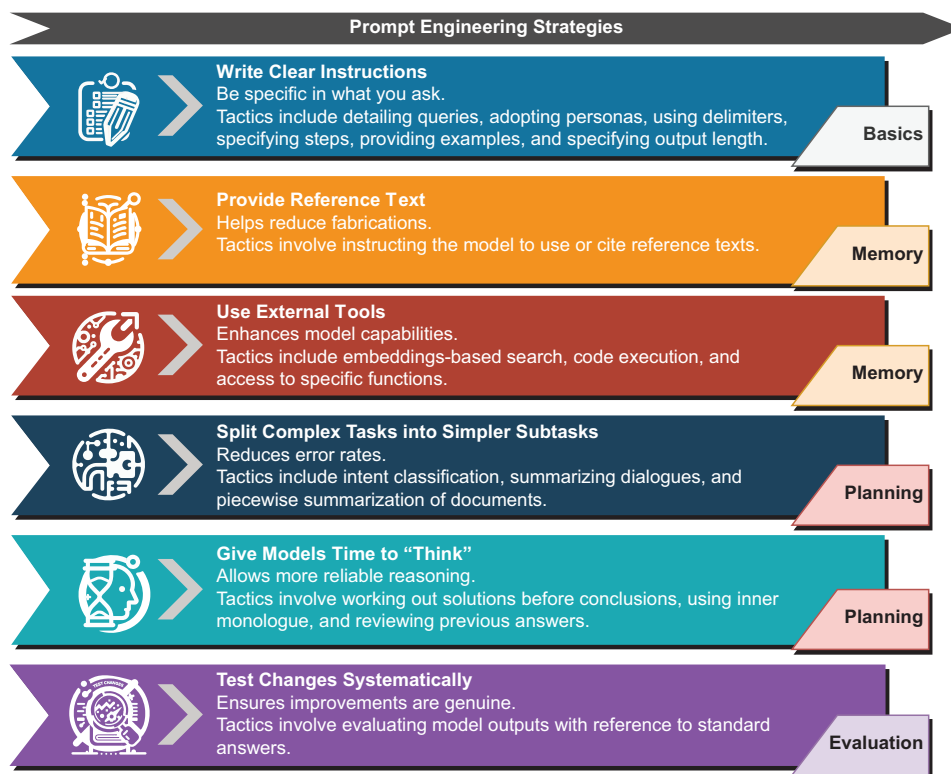 Prompt Engineering Strategies
Write Clear Instructions
Be specific in what you ask.
Tactics include detailing queries, adopting personas, using delimiters,
specifying steps, providing examples, and specifying output length.
Basics
Provide Reference Text
Helps reduce fabrications.
Tactics involve instructing the model to use or cite reference texts.
Memory
Use External Tools
Enhances model capabilities.
Tactics include embeddings-based search, code execution, and
access to specific functions.
Memory
Split Complex Tasks into Simpler Subtasks
Reduces error rates.
Tactics include intent classification, summarizing dialogues, and
piecewise summarization of documents.
Planning
Give Models Time to “Think”
Allows more reliable reasoning.
Tactics involve working out solutions before conclusions, using inner
monologue, and reviewing previous answers.
Planning
TEST CHANGES
Test Changes Systematically
Ensures improvements are genuine.
Tactics involve evaluating model outputs with reference to standard
answers.
Evaluation